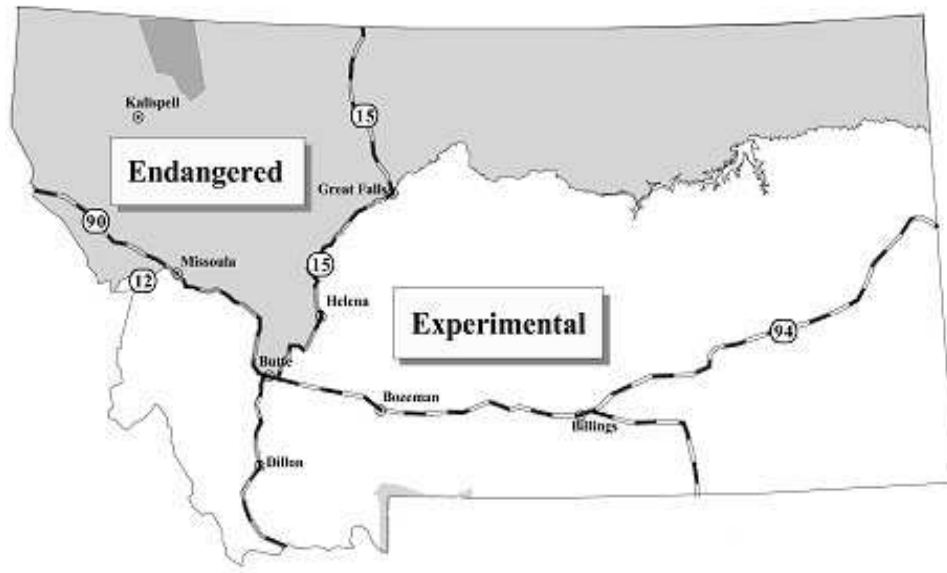 Kalispell
15
Endangered
Great Falls
90
Missoula
15
12
Helena
Experimental
94
Butte
Bozeman
Billings
Dillon